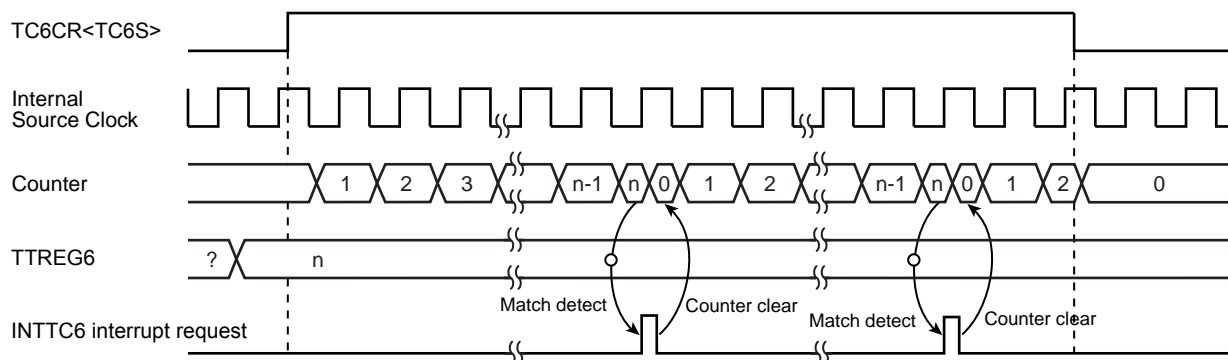 TC6CR<TC6S>
Internal
Source Clock
Counter
1 2 3 n-1 n 0 1 2 n-1 n 0 1 2 0
TTREG6
? n
Match detect Counter clear Match detect Counter clear
INTTC6 interrupt request